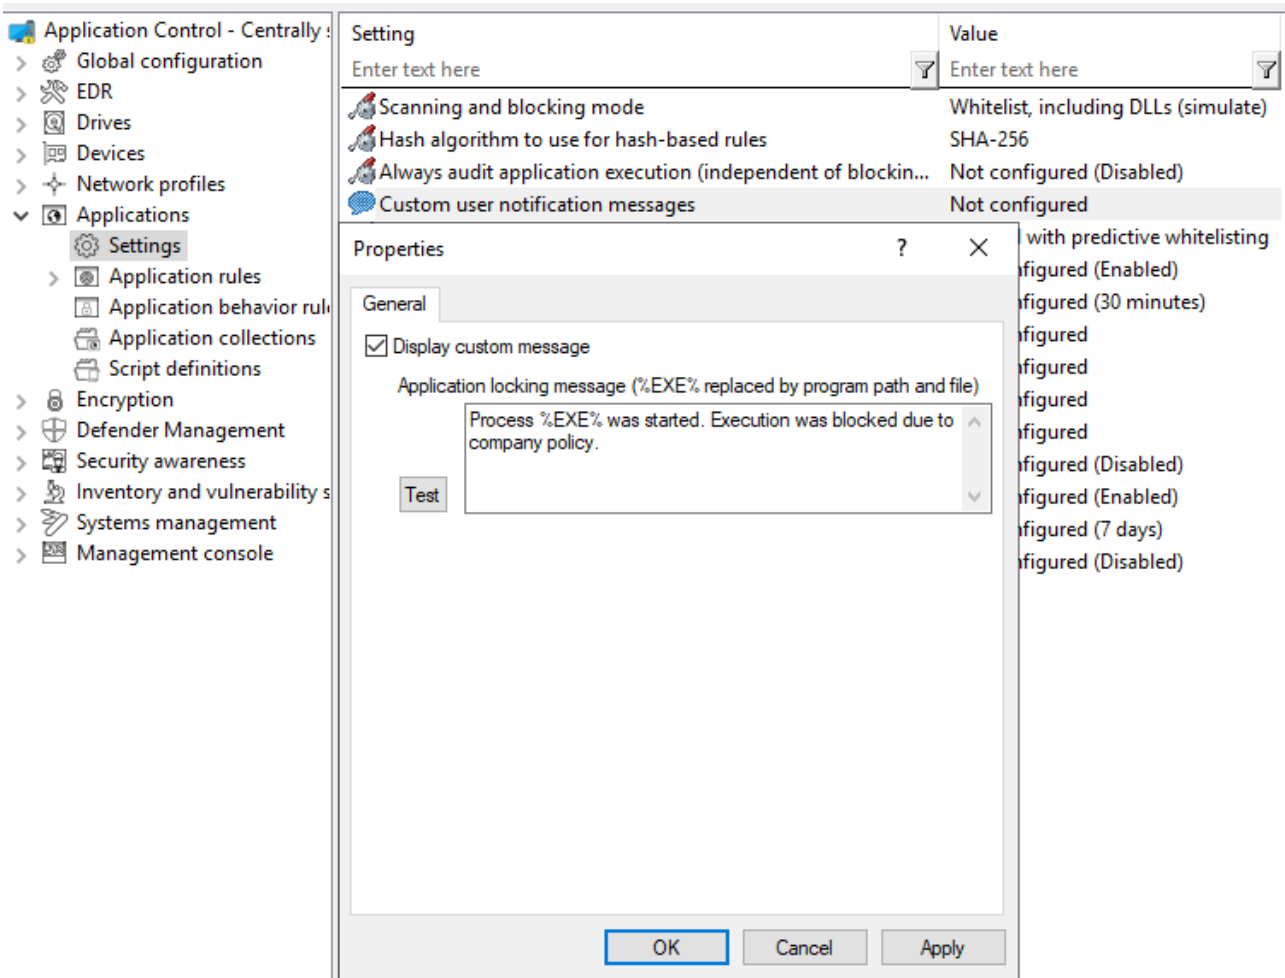 Application Control - Centrally
Global configuration
EDR
Drives
Devices
Network profiles
Applications
Settings
Application rules
Application behavior rul
Application collections
Script definitions
Encryption
Defender Management
Security awareness
Inventory and vulnerability s
Systems management
Management console
Setting Value
Enter text here Enter text here
Scanning and blocking mode Whitelist, including DLLs (simulate)
Hash algorithm to use for hash-based rules SHA-256
Always audit application execution (independent of blockin... Not configured (Disabled)
Custom user notification messages Not configured
with predictive whitelisting
figured (Enabled)
figured (30 minutes)
figured
figured
figured
figured
figured (Disabled)
figured (Enabled)
figured (7 days)
figured (Disabled)
Properties ?
General
Display custom message
Application locking message (%EXE% replaced by program path and file)
Process %EXE% was started. Execution was blocked due to
company policy.
Test
OK Cancel Apply